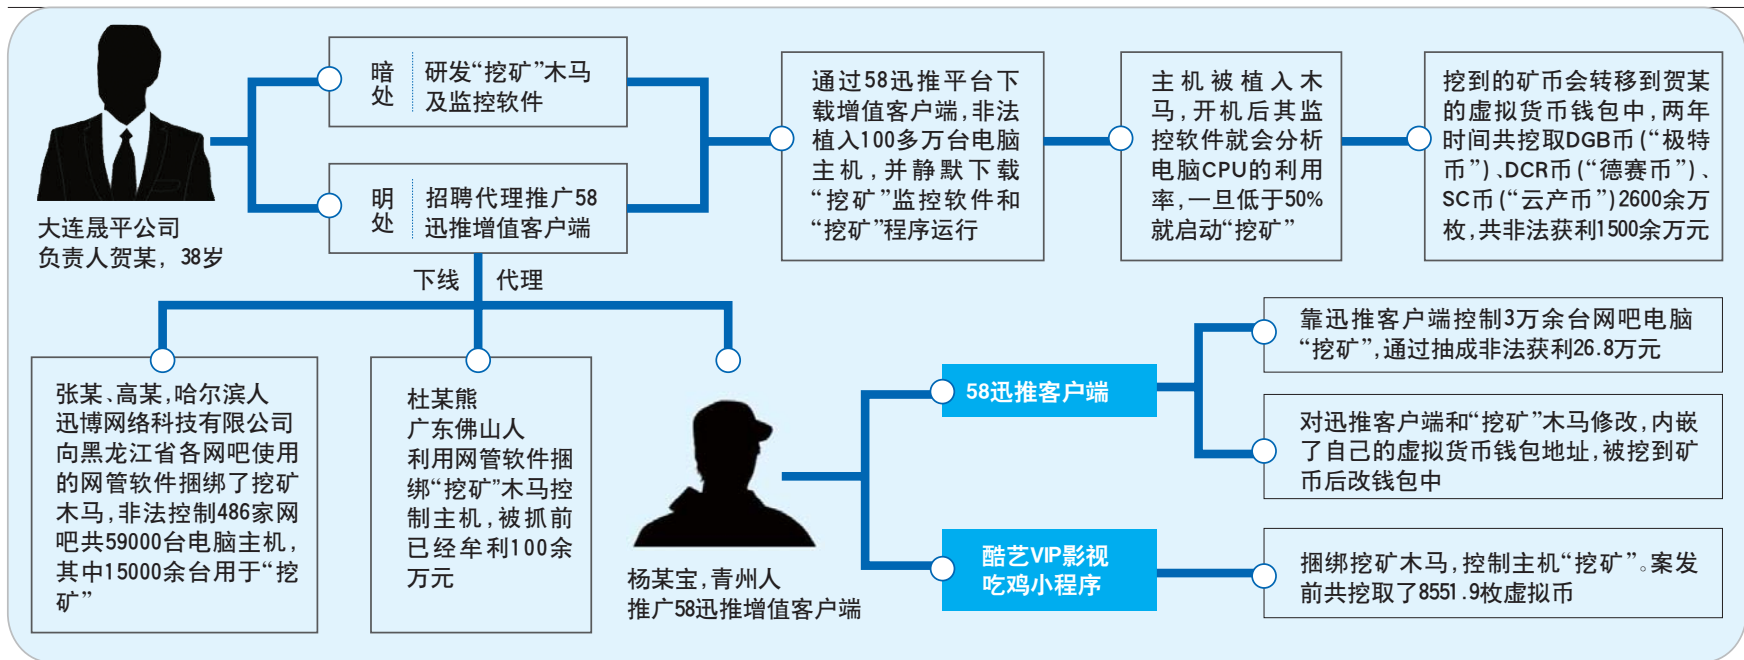 大连晟平公司
负责人贺某，38岁
暗处
研发“挖矿”木马
及监控软件
明处
招聘代理推广58
迅推增值客户端
通过58迅推平台下
载增值客户端，非法
植入100多万台电脑
主机，并静默下载
“挖矿”监控软件和
“挖矿”程序运行
主机被植入木
马，开机后其监
控软件就会分析
电脑CPU的利用
率，一旦低于50%
就启动“挖矿”
挖到的矿币会转移到贺某
的虚拟货币钱包中，两年
时间共挖取DGB币(“极特
币”)、DCR币(“德赛币”)、
SC币(“云产币”)2600余万
枚，共非法获利1500余万元
下线 代理
张某、高某，哈尔滨人
迅博网络科技有限公司
向黑龙江省各网吧使用
的网管软件捆绑了挖矿
木马，非法控制486家网
吧共59000台电脑主机，
其中15000余台用于“挖
矿”
杜某熊
广东佛山人
利用网管软件捆
绑“挖矿”木马控
制主机，被抓前
已经牟利100余
万元
杨某宝，青州人
推广58迅推增值客户端
58迅推客户端
靠迅推客户端控制3万余台网吧电脑
“挖矿”，通过抽成非法获利26.8万元
对迅推客户端和“挖矿”木马修改，内嵌
了自己的虚拟货币钱包地址，被挖到矿
币后改钱包中
酷艺VIP影视
吃鸡小程序
捆绑挖矿木马，控制主机“挖矿”。案发
前共挖取了8551.9枚虚拟币